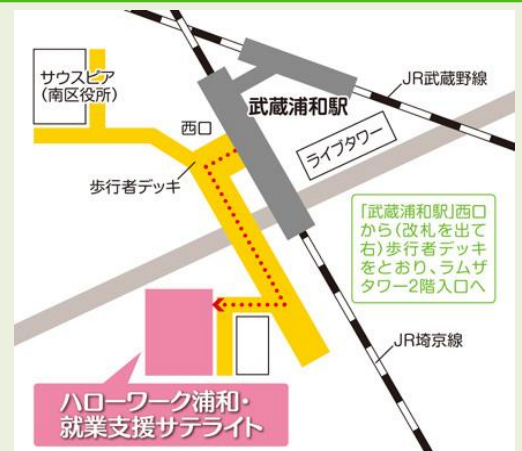 サウスピア
(南区役所)
武蔵浦和駅
JR武蔵野線
西口
ライブタワー
歩行者デッキ
「武蔵浦和駅」西口
から(改札を出て
右)歩行者デッキ
をとおり、ラムザ
タワー2階入口へ
JR埼京線
ハローワーク浦和・
就業支援サテライト